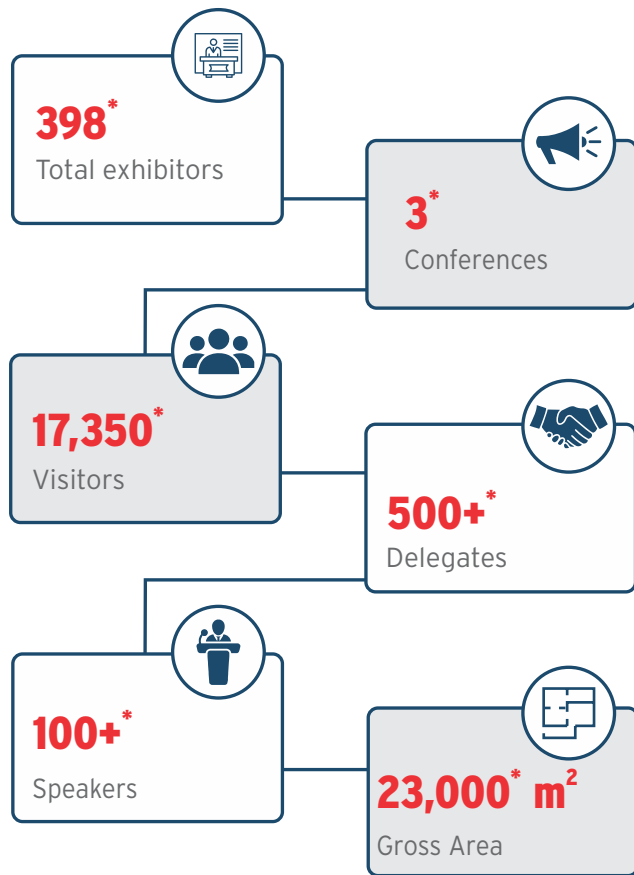 398*
Total exhibitors
3*
Conferences
17,350*
Visitors
500+*
Delegates
100+*
Speakers
23,000* m²
Gross Area